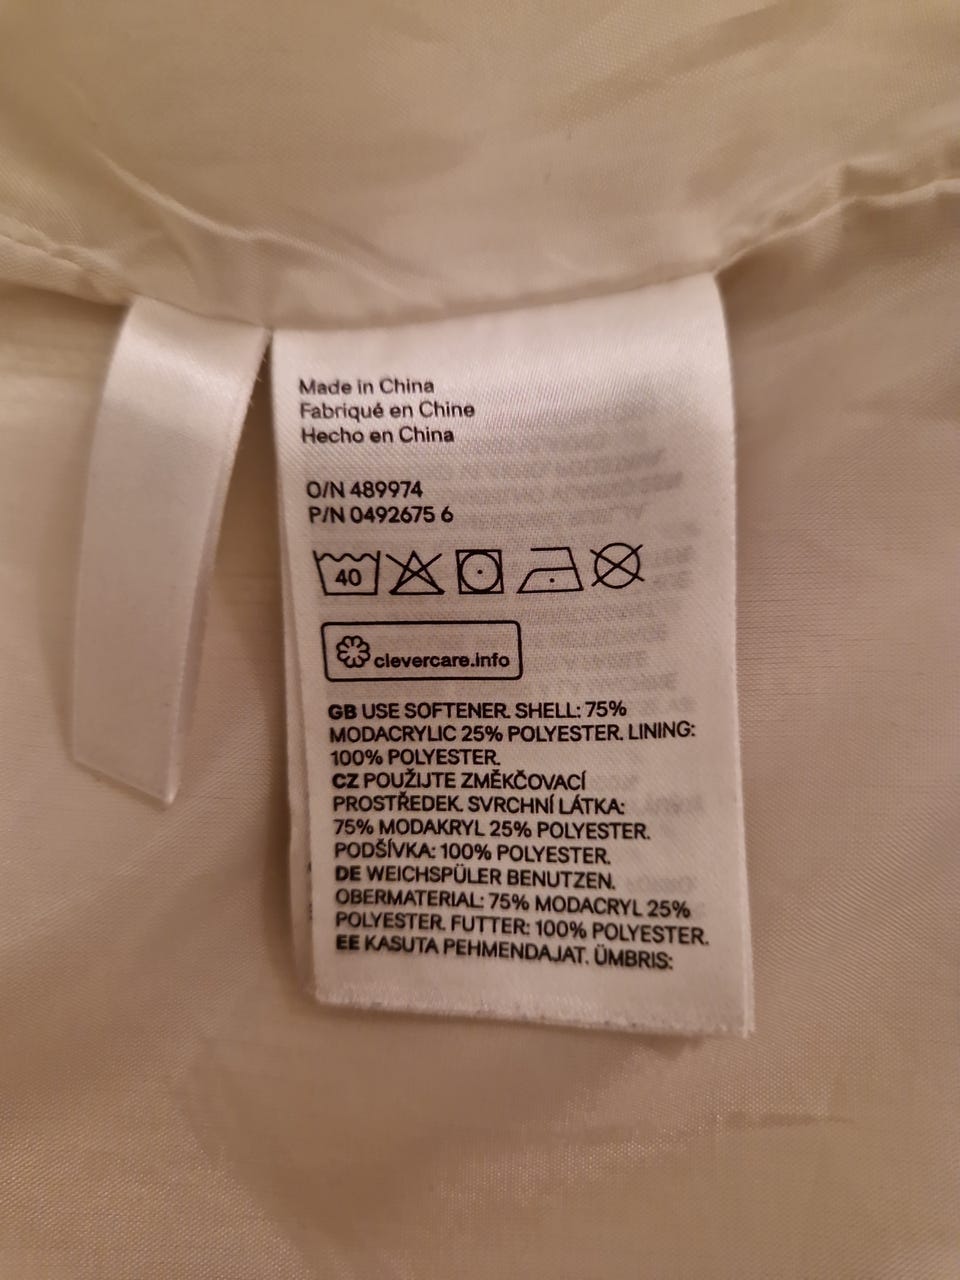 Made in China
Fabriqué en Chine
Hecho en China
O/N 489974
P/N 0492675 6
40
clevercare.info
GB USE SOFTENER. SHELL: 75%
MODACRYLIC 25% POLYESTER. LINING:
100% POLYESTER.
CZ POUŽIJTE ZMĚKČOVACÍ
PROSTŘEDEK. SVRCHNÍ LÁTKA:
75% MODAKRYL 25% POLYESTER.
PODŠÍVKA: 100% POLYESTER.
DE WEICHSPÜLER BENUTZEN.
OBERMATERIAL: 75% MODACRYL 25%
POLYESTER. FUTTER: 100% POLYESTER.
EE KASUTA PEHMENDAJAT. ÜMBRIS: